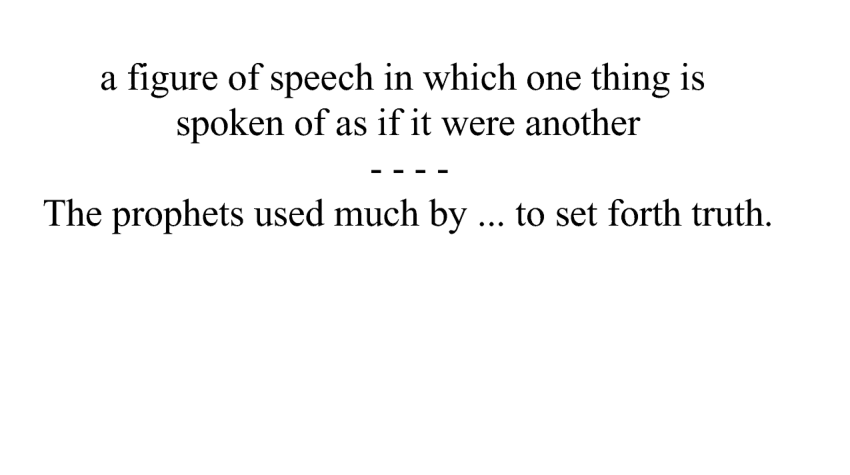 a figure of speech in which one thing is
spoken of as if it were another
- - - -
The prophets used much by ... to set forth truth.